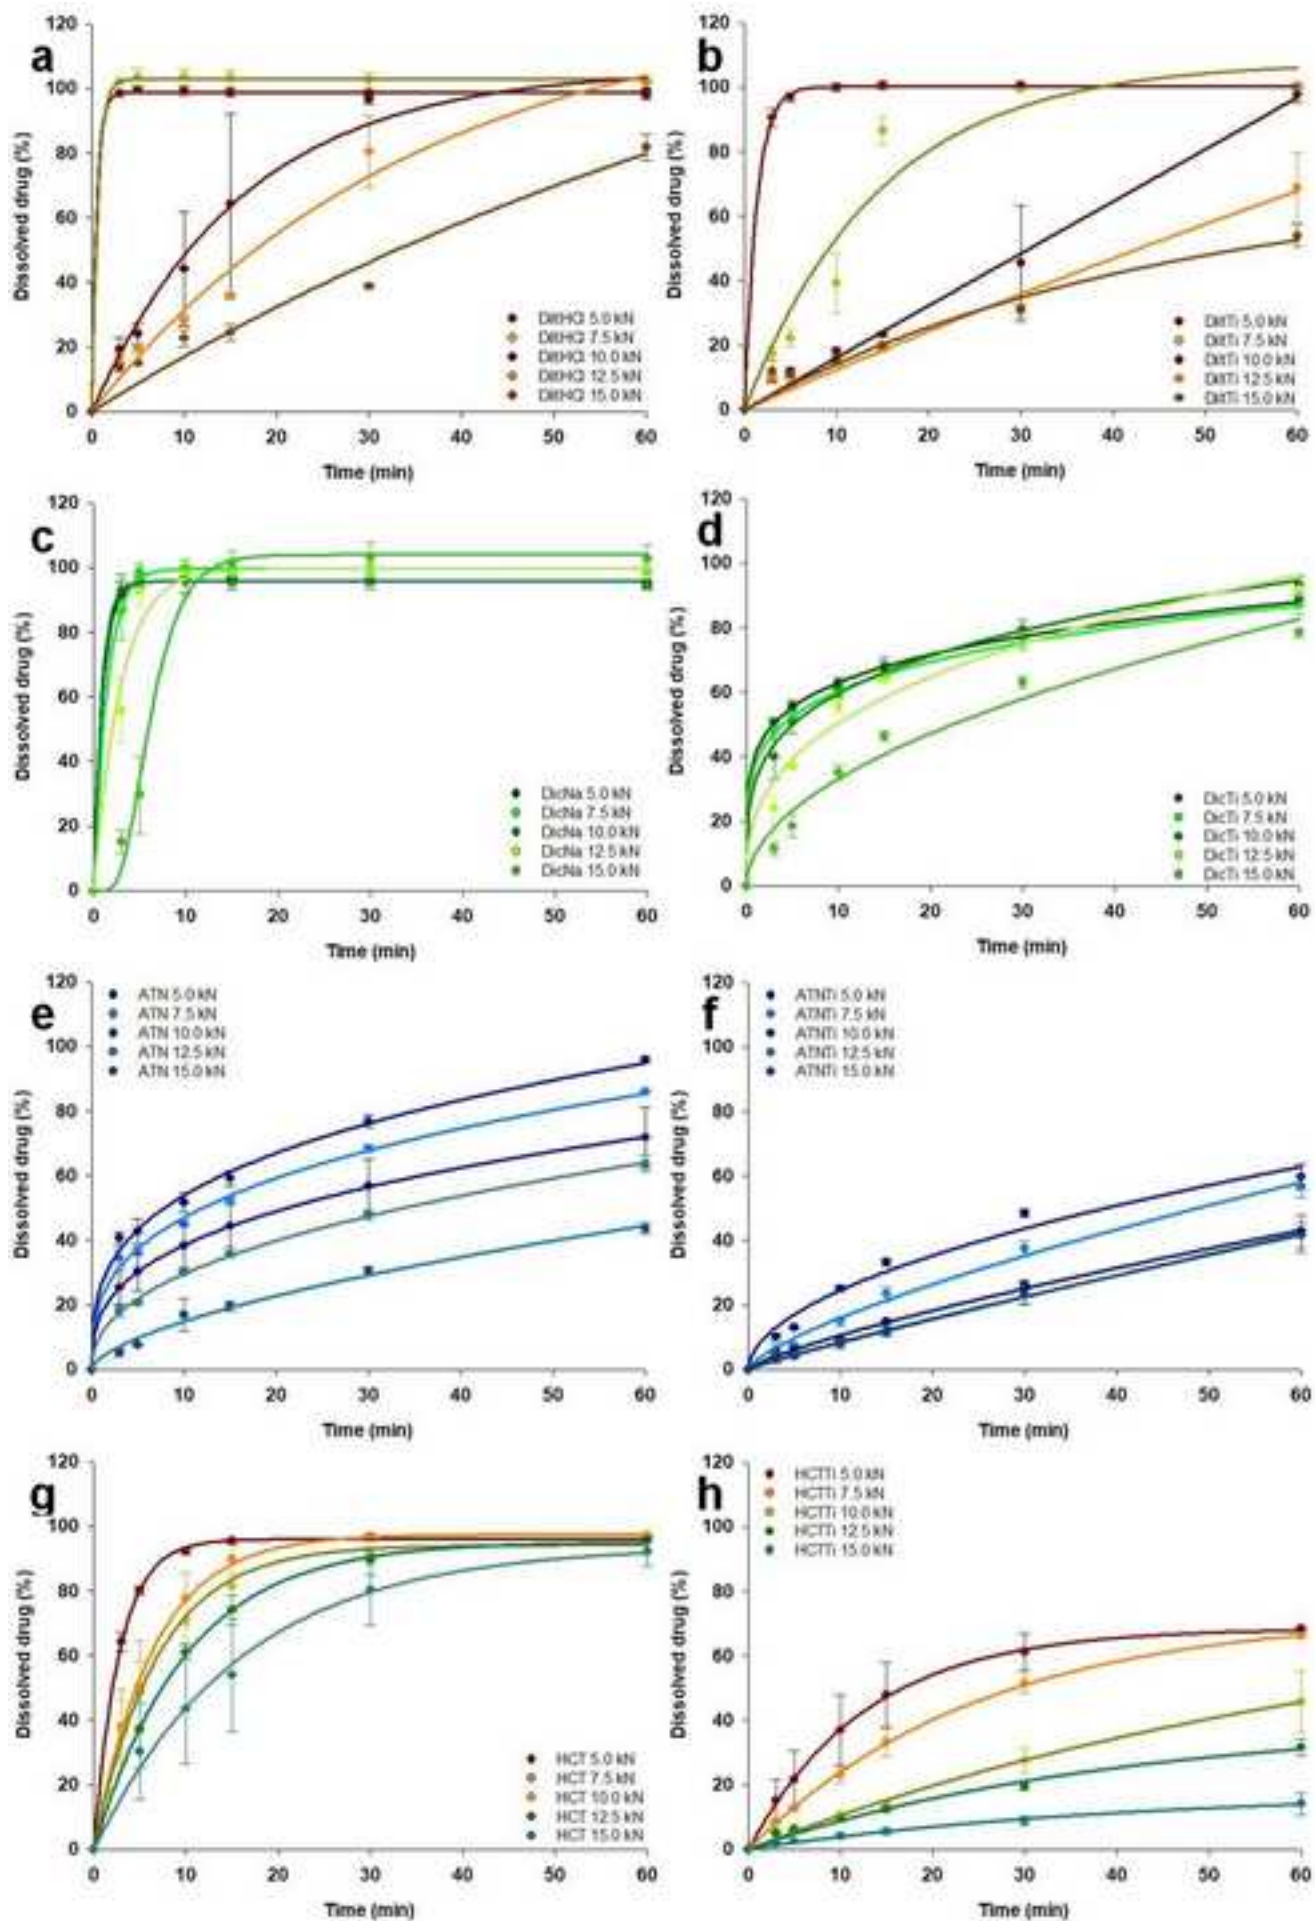 a
Dissolved drug (%)
120
100
80
60
40
20
0
DiltHCl 5.0 kN
DiltHCl 7.5 kN
DiltHCl 10.0 kN
DiltHCl 12.5 kN
DiltHCl 15.0 kN
0 10 20 30 40 50 60
Time (min)
b
Dissolved drug (%)
120
100
80
60
40
20
0
DiltTi 5.0 kN
DiltTi 7.5 kN
DiltTi 10.0 kN
DiltTi 12.5 kN
DiltTi 15.0 kN
0 10 20 30 40 50 60
Time (min)
c
Dissolved drug (%)
120
100
80
60
40
20
0
DicNa 5.0 kN
DicNa 7.5 kN
DicNa 10.0 kN
DicNa 12.5 kN
DicNa 15.0 kN
0 10 20 30 40 50 60
Time (min)
d
Dissolved drug (%)
120
100
80
60
40
20
0
DicTi 5.0 kN
DicTi 7.5 kN
DicTi 10.0 kN
DicTi 12.5 kN
DicTi 15.0 kN
0 10 20 30 40 50 60
Time (min)
e
Dissolved drug (%)
120
100
80
60
40
20
0
ATN 5.0 kN
ATN 7.5 kN
ATN 10.0 kN
ATN 12.5 kN
ATN 15.0 kN
0 10 20 30 40 50 60
Time (min)
f
Dissolved drug (%)
120
100
80
60
40
20
0
ATNTi 5.0 kN
ATNTi 7.5 kN
ATNTi 10.0 kN
ATNTi 12.5 kN
ATNTi 15.0 kN
0 10 20 30 40 50 60
Time (min)
g
Dissolved drug (%)
120
100
80
60
40
20
0
HCT 5.0 kN
HCT 7.5 kN
HCT 10.0 kN
HCT 12.5 kN
HCT 15.0 kN
0 10 20 30 40 50 60
Time (min)
h
Dissolved drug (%)
120
100
80
60
40
20
0
HCTTi 5.0 kN
HCTTi 7.5 kN
HCTTi 10.0 kN
HCTTi 12.5 kN
HCTTi 15.0 kN
0 10 20 30 40 50 60
Time (min)